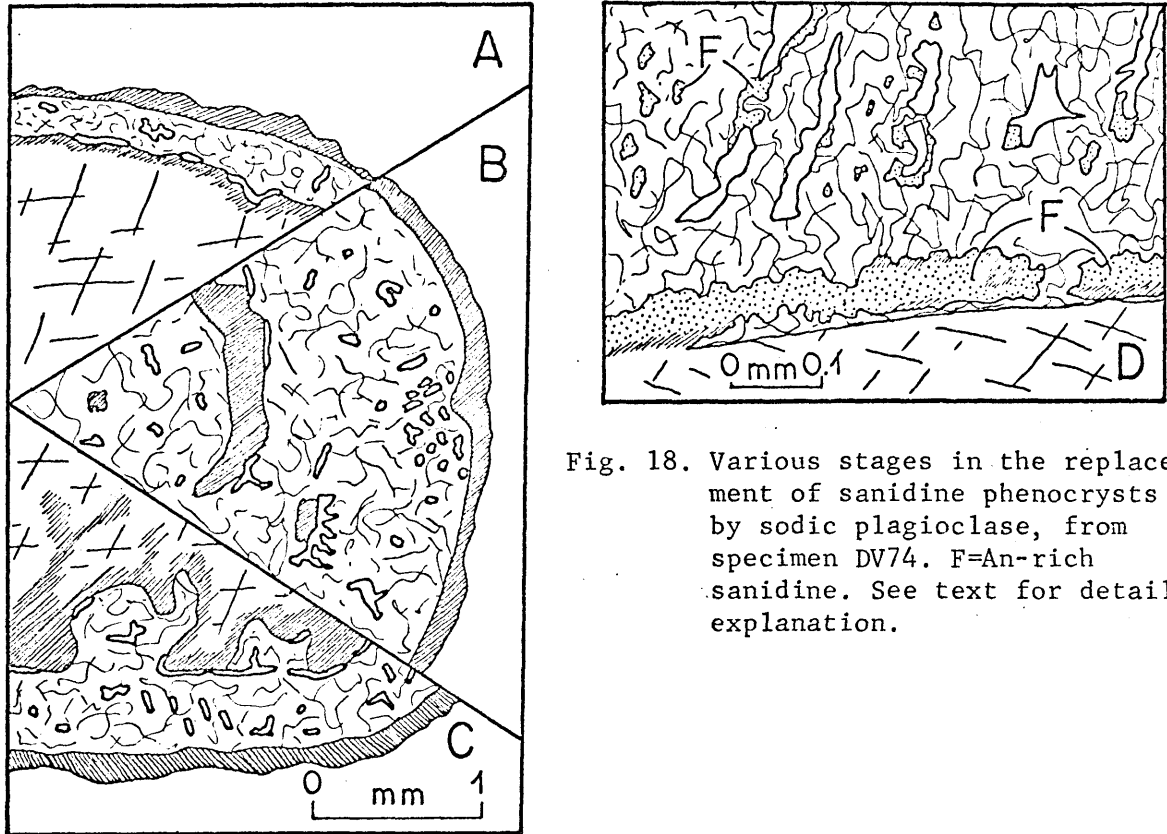 A
B
C
0 mm 1
F
F
D
0 mm 0.1
Fig. 18. Various stages in the replace
ment of sanidine phenocrysts
by sodic plagioclase, from
specimen DV74. F=An-rich
sanidine. See text for detail
explanation.